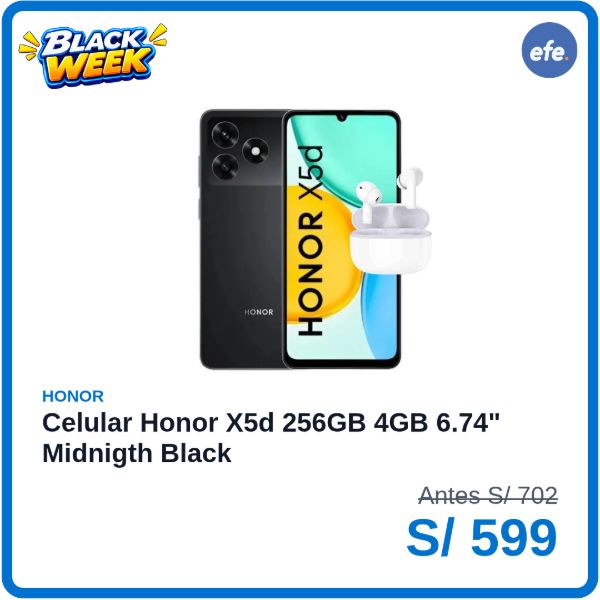 BLACK
WEEK
efe.
HONOR X5d
HONOR
HONOR
Celular Honor X5d 256GB 4GB 6.74"
Midnigth Black
Antes S/ 702
S/ 599